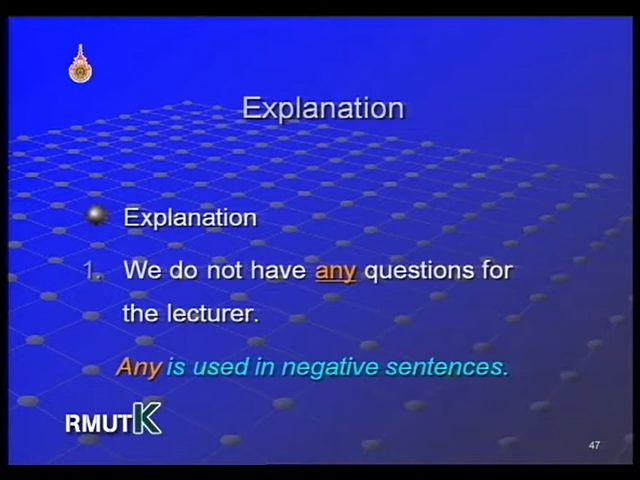 Explanation
Explanation
1. We do not have any questions for
the lecturer.
Any is used in negative sentences.
RMUTK
47